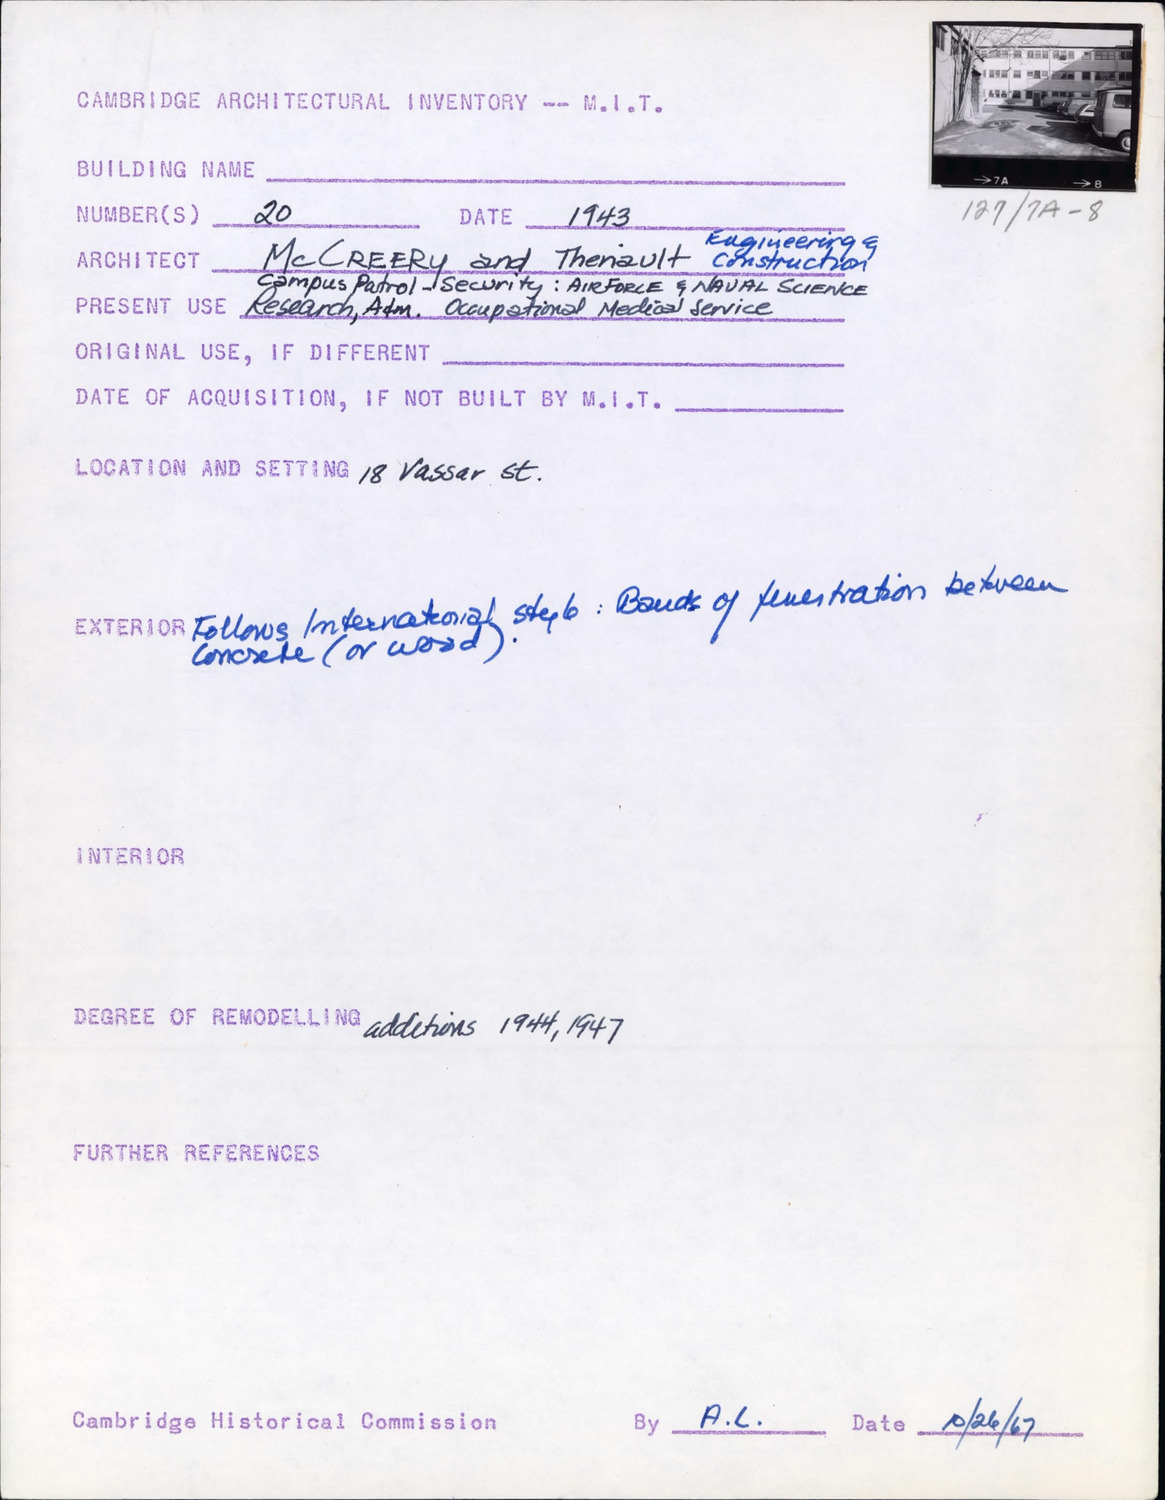 CAMBRIDGE ARCHITECTURAL INVENTORY -- M.I.T.
→7A →8
127/7A-8
BUILDING NAME
NUMBER(S) 20 DATE 1943
Engineering &
ARCHITECT McCREERy and Theriault Construction
Campus Patrol - Security : AIR FORCE & NAVAL SCIENCE
PRESENT USE Research, Adm. Occupational Medical Service
ORIGINAL USE, IF DIFFERENT
DATE OF ACQUISITION, IF NOT BUILT BY M.I.T.
LOCATION AND SETTING 18 Vassar St.
EXTERIOR Follows International style : Bands of fenestration between
Concrete (or wood).
INTERIOR
DEGREE OF REMODELLING additions 1944, 1947
FURTHER REFERENCES
Cambridge Historical Commission By A.L. Date 10/26/67